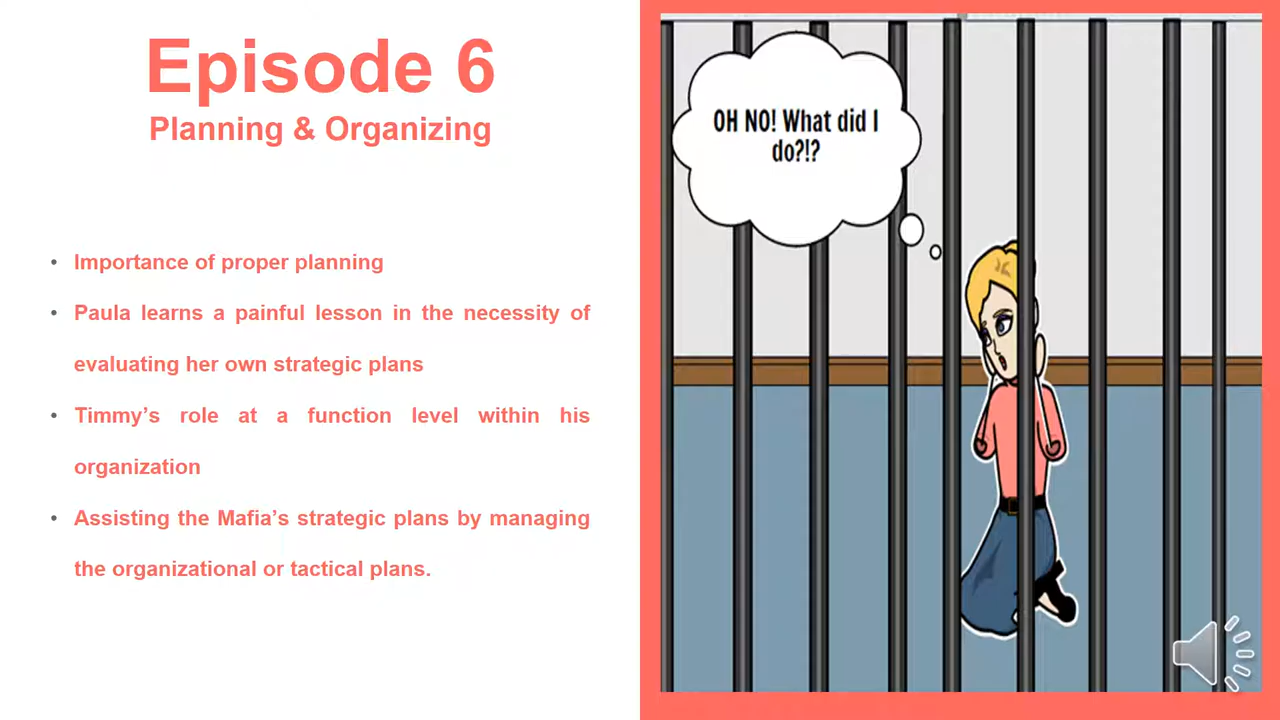 Episode 6
Planning & Organizing
• Importance of proper planning
• Paula learns a painful lesson in the necessity of
evaluating her own strategic plans
• Timmy’s role at a function level within his
organization
• Assisting the Mafia’s strategic plans by managing
the organizational or tactical plans.
OH NO! What did I
do?!?